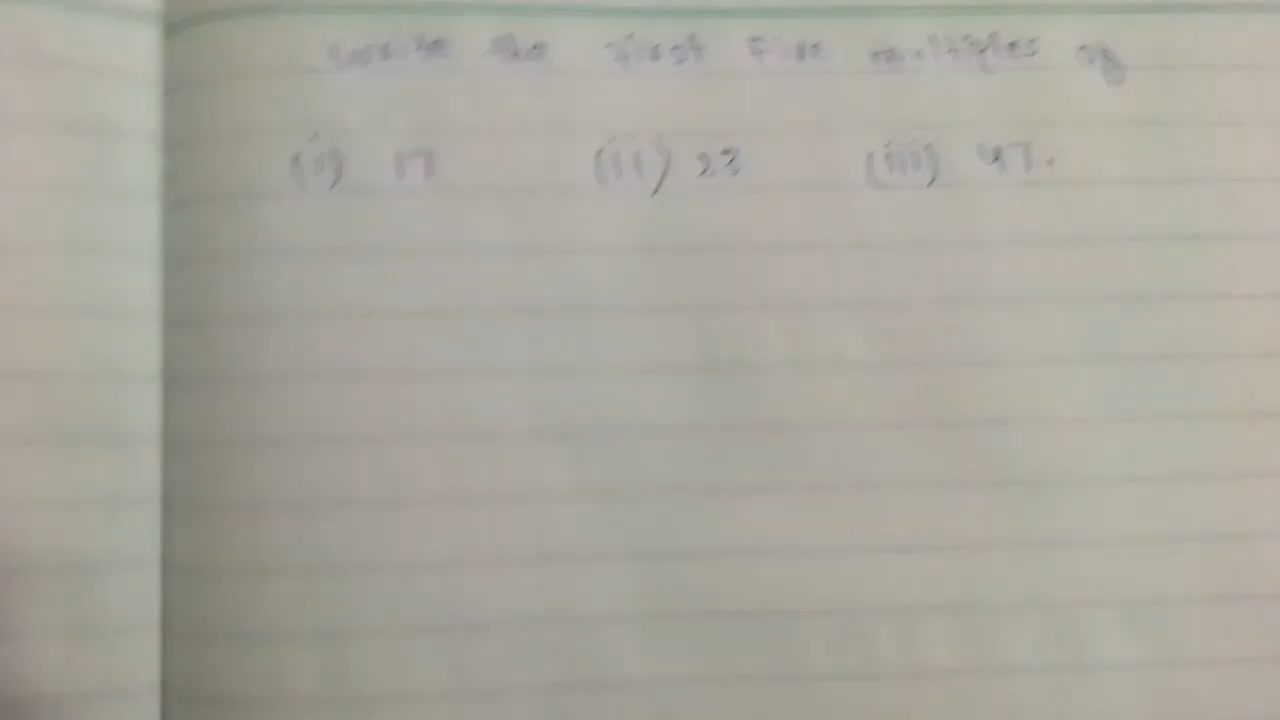 write the first Five multiples of
(i) 17 (ii) 23 (iii) 47.